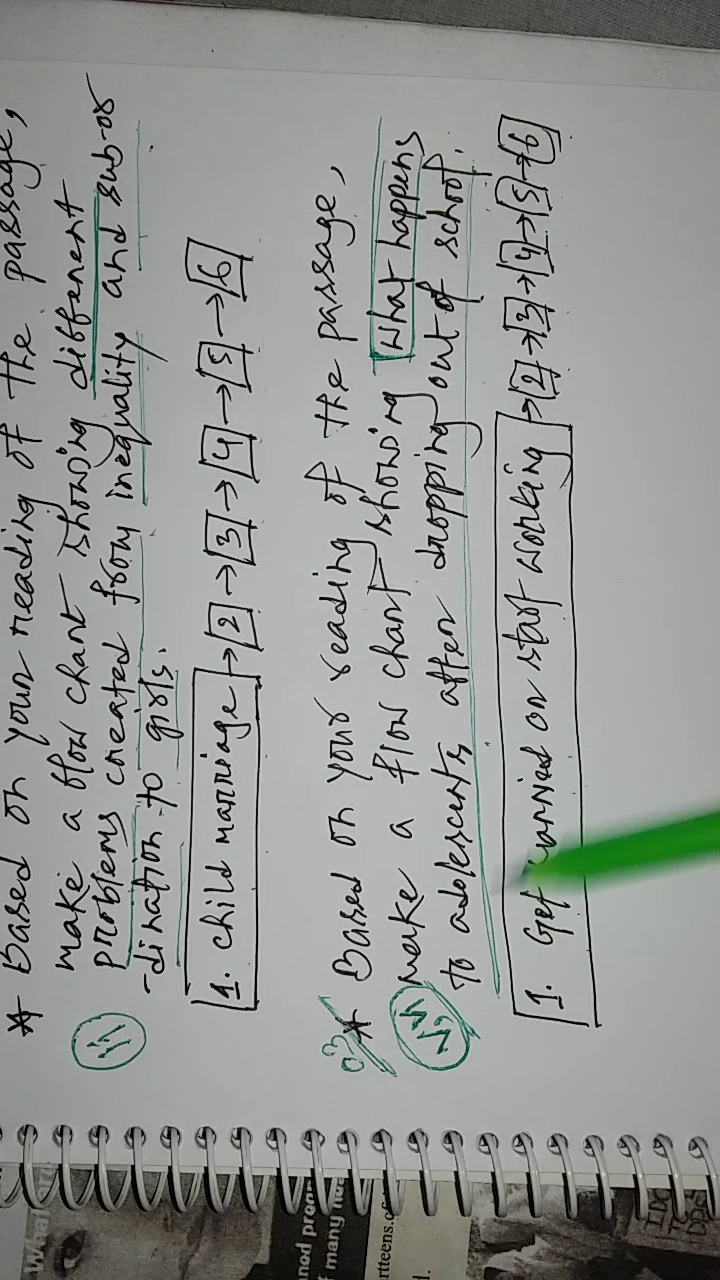 * Based on your reading of the passage,
make a flow chart showing different
problems created from inequality and sub-or
-dination to girls.
1. Child marriage → 2 → 3 → 4 → 5 → 6
* Based on your reading of the passage,
make a flow chart showing What happens
to adolescents after dropping out of school.
1. Get married or start working → 2 → 3 → 4 → 5 → 6
What
many
rtteens.